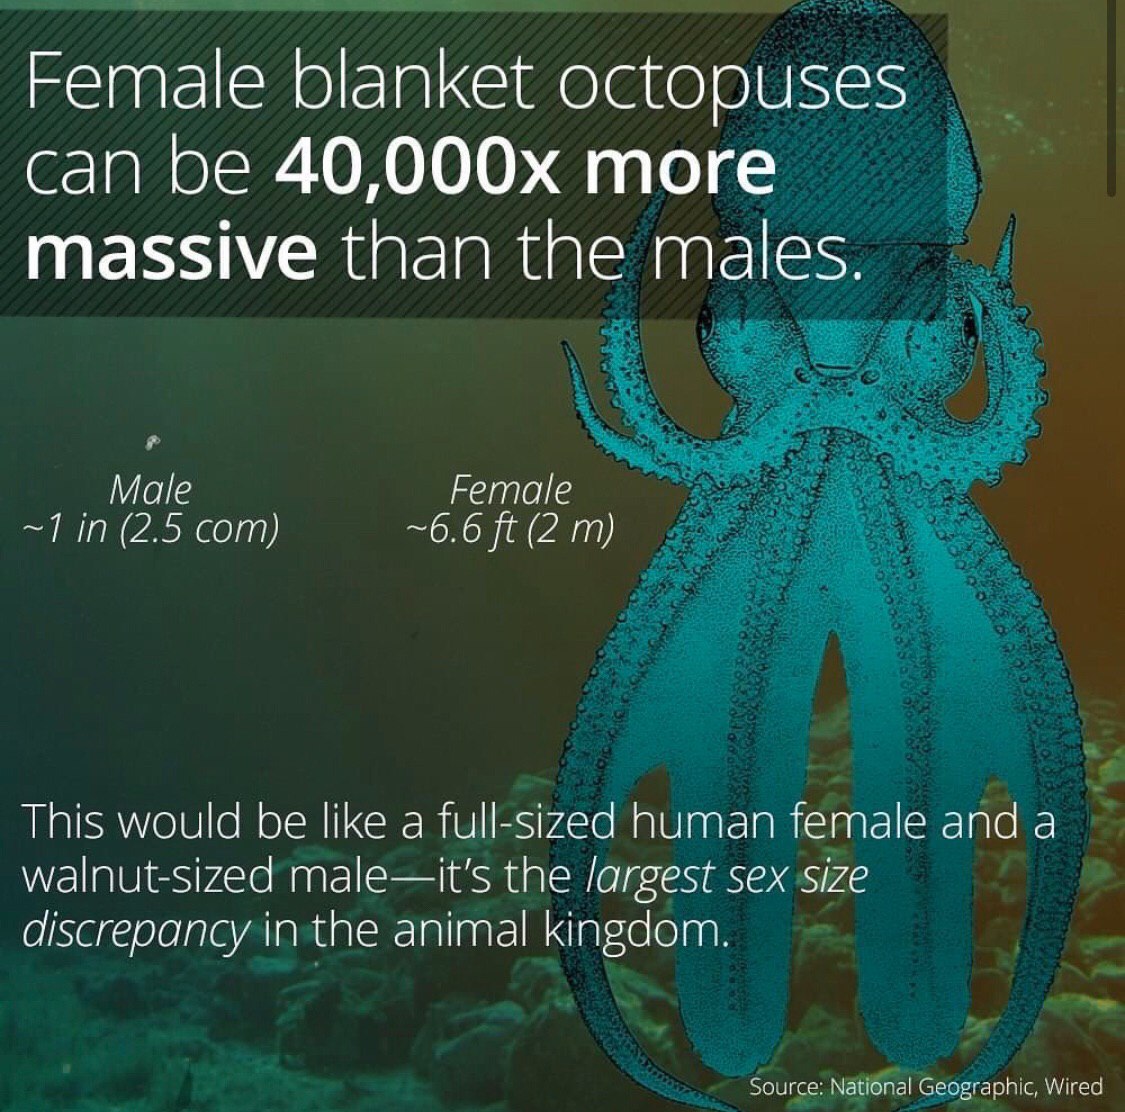 Female blanket octopuses
can be 40,000x more
massive than the males.
Male
~1 in (2.5 com)
Female
~6.6 ft (2 m)
This would be like a full-sized human female and a
walnut-sized male—it's the largest sex size
discrepancy in the animal kingdom.
Source: National Geographic, Wired